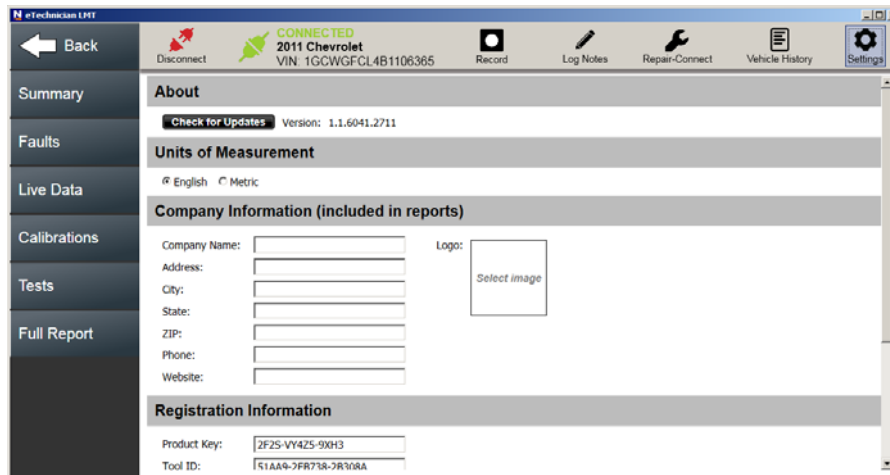 eTechnician LMT
Back
Disconnect
CONNECTED
2011 Chevrolet
VIN: 1GCWGFCL4B1106365
Record
Log Notes
Repair-Connect
Vehicle History
Settings
Summary
Faults
Live Data
Calibrations
Tests
Full Report
About
Check for Updates Version: 1.1.6041.2711
Units of Measurement
English Metric
Company Information (included in reports)
Company Name:
Logo:
Select image
Address:
City:
State:
ZIP:
Phone:
Website:
Registration Information
Product Key: 2F2S-VY4Z5-9XH3
Tool ID: 51AA9-2FB738-2B308A